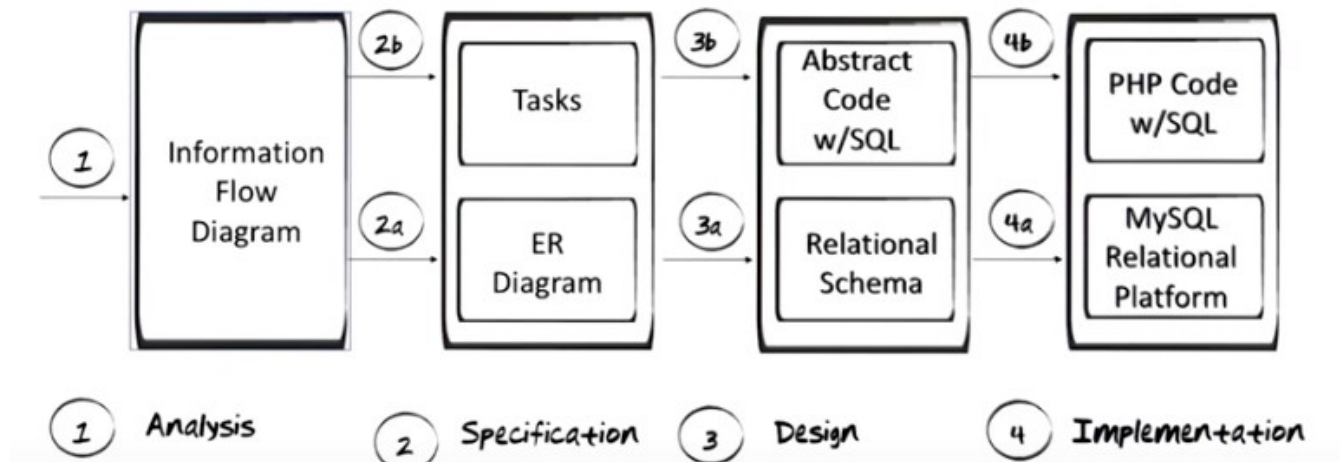 1
Information
Flow
Diagram
2b
2a
Tasks
ER
Diagram
3b
3a
Abstract
Code
w/SQL
Relational
Schema
4b
4a
PHP Code
w/SQL
MySQL
Relational
Platform
1 Analysis
2 Specification
3 Design
4 Implementation